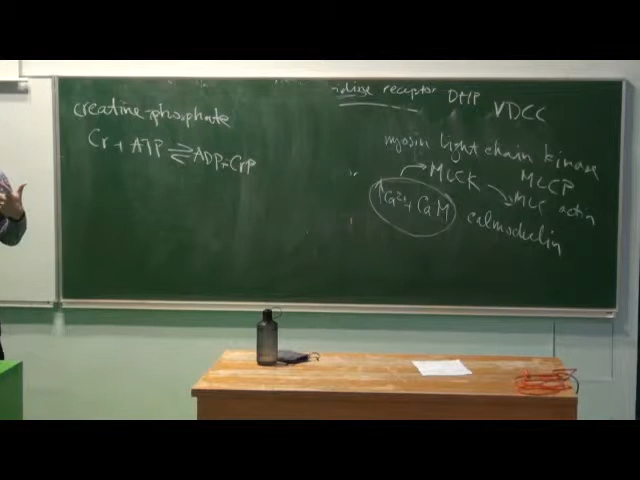 receptor DHP VDCC
creatine-phosphate
Cr + ATP ⇌ ADP + CrP
myosin light chain kinase
MLCK MLCP
↑Ca²⁺ + CaM MLC actin
calmodulin